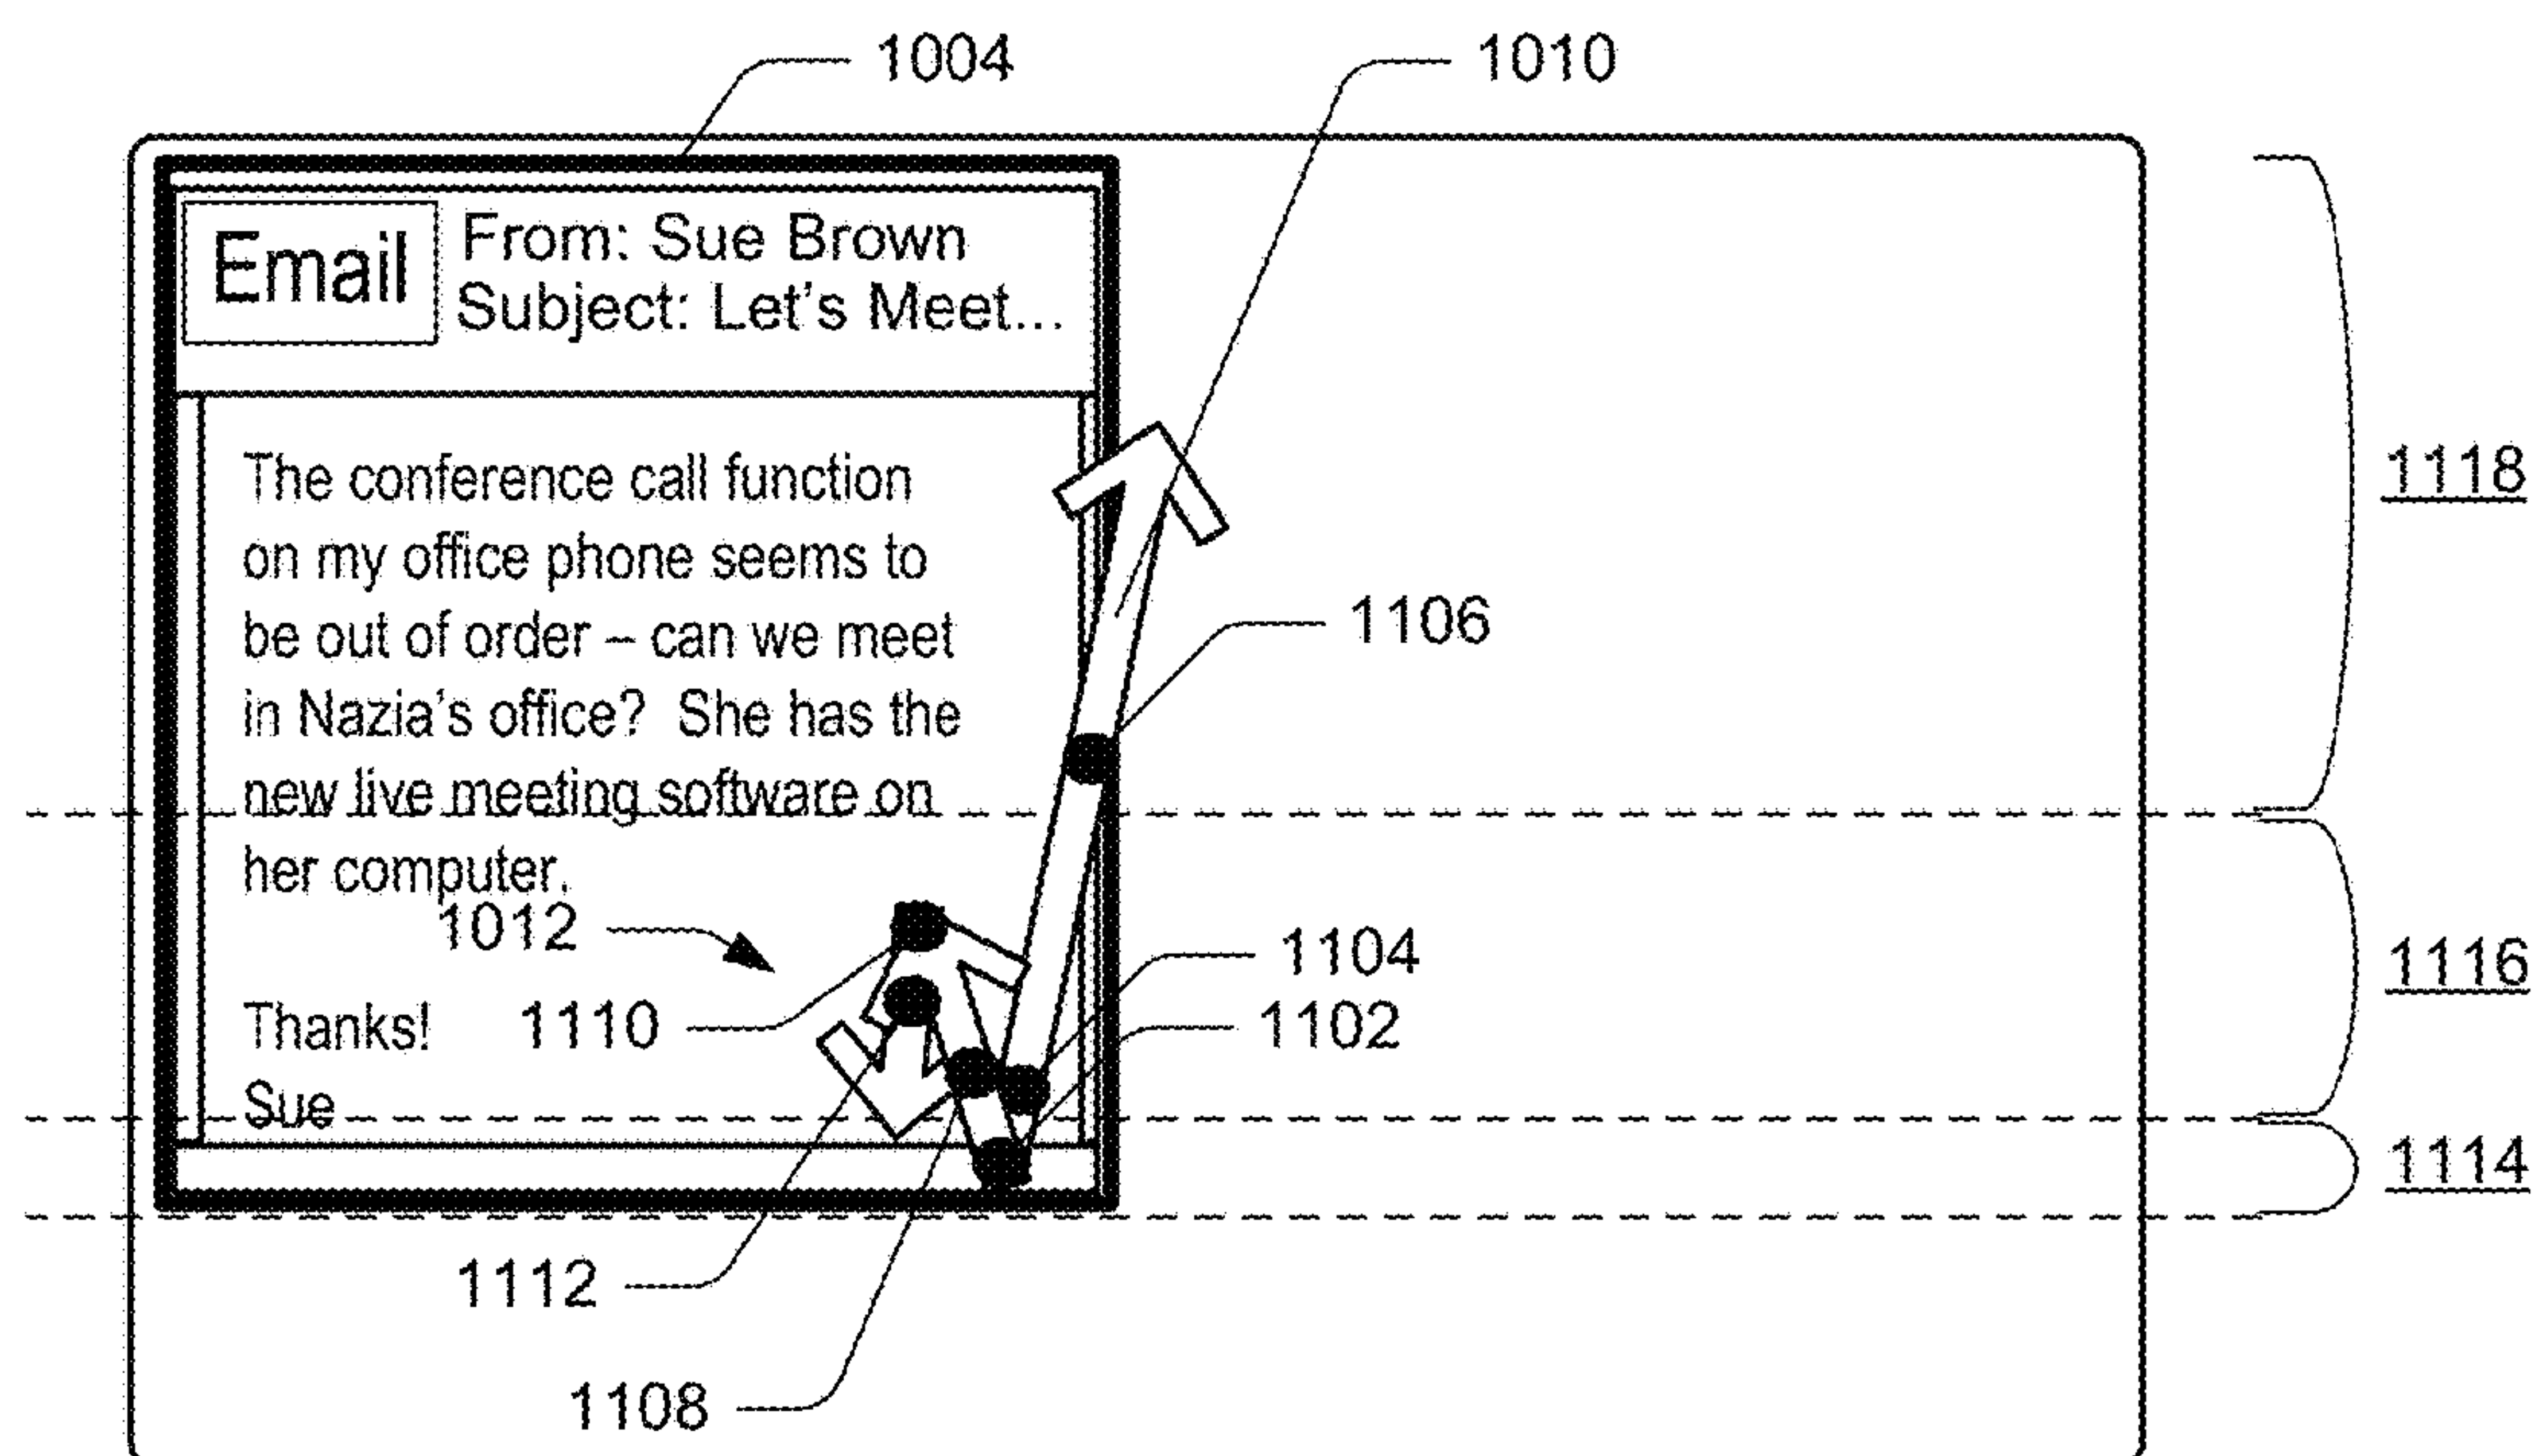 1004
1010
Email
From: Sue Brown
Subject: Let's Meet...
The conference call function
on my office phone seems to
be out of order – can we meet
in Nazia's office? She has the
new live meeting software on
her computer.
Thanks!
Sue
1118
1106
1012
1104
1116
1110
1102
1114
1112
1108